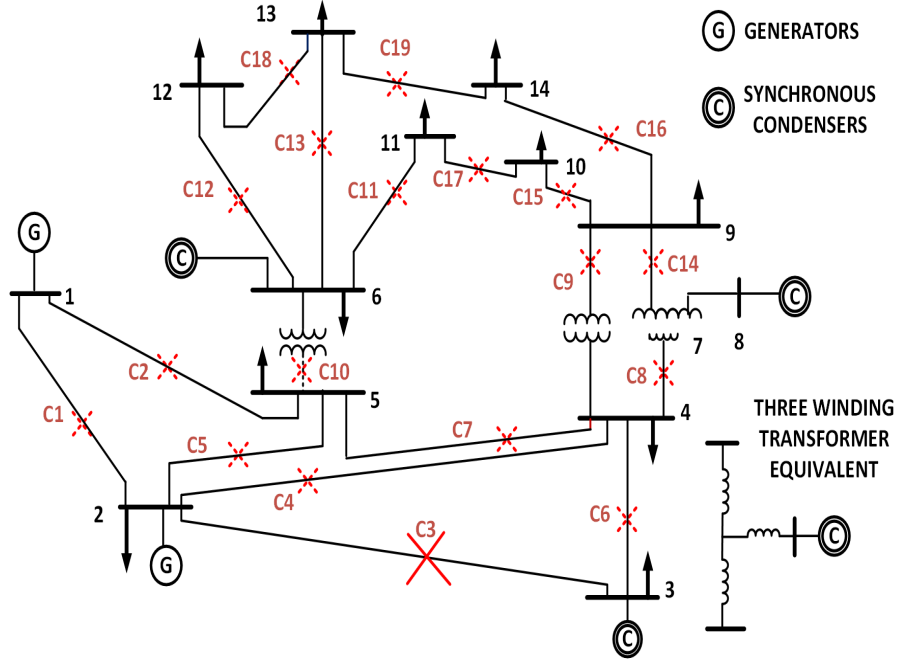 13
G GENERATORS
C19
C18
12
14
C SYNCHRONOUS
CONDENSERS
C13
11
C16
C17
10
C12
C11
C15
9
G
C
C9
C14
1
6
C
7
8
C2
C10
C8
5
4
C1
C7
THREE WINDING
TRANSFORMER
EQUIVALENT
C5
C4
2
C6
C3
C
G
3
C